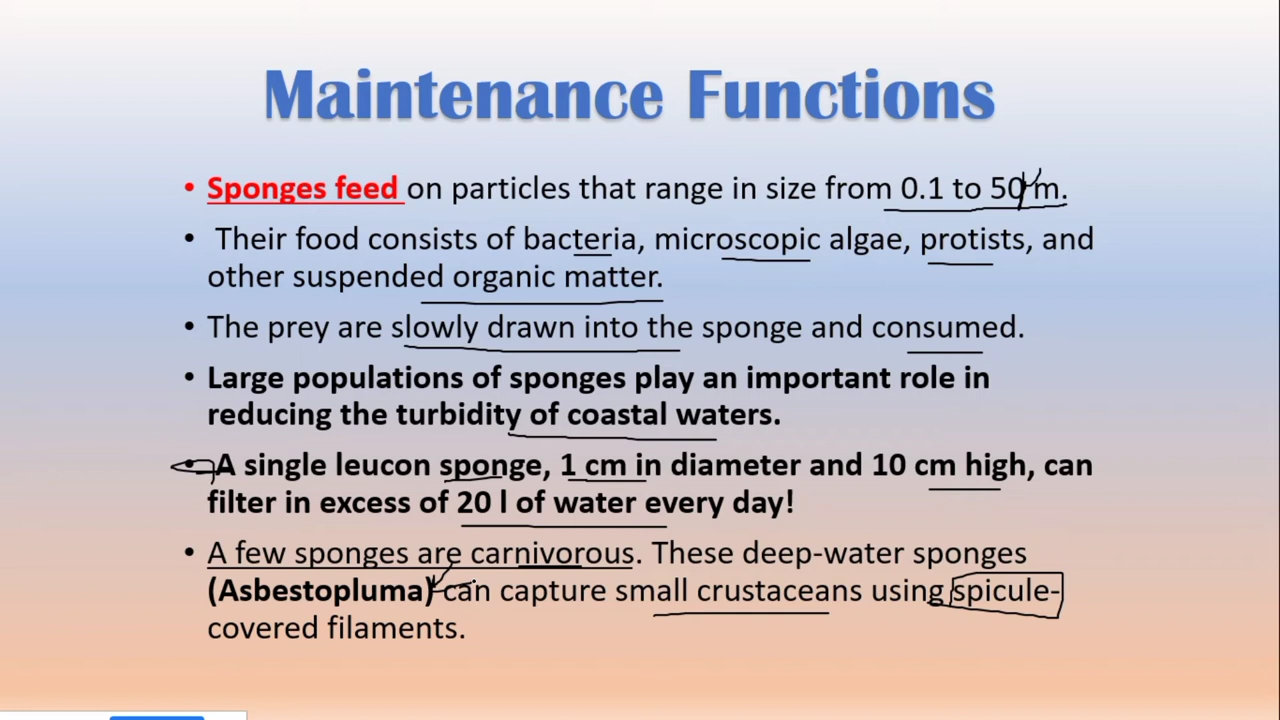 Maintenance Functions
• Sponges feed on particles that range in size from 0.1 to 50μm.
• Their food consists of bacteria, microscopic algae, protists, and
other suspended organic matter.
• The prey are slowly drawn into the sponge and consumed.
• Large populations of sponges play an important role in
reducing the turbidity of coastal waters.
• A single leucon sponge, 1 cm in diameter and 10 cm high, can
filter in excess of 20 l of water every day!
• A few sponges are carnivorous. These deep-water sponges
(Asbestopluma) can capture small crustaceans using spicule-
covered filaments.